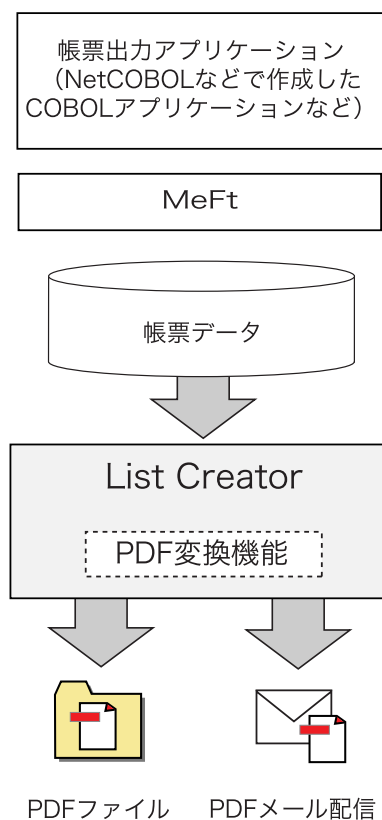 帳票出力アプリケーション
（NetCOBOLなどで作成した
COBOLアプリケーションなど）
MeFt
帳票データ
List Creator
PDF変換機能
PDFファイル
PDFメール配信